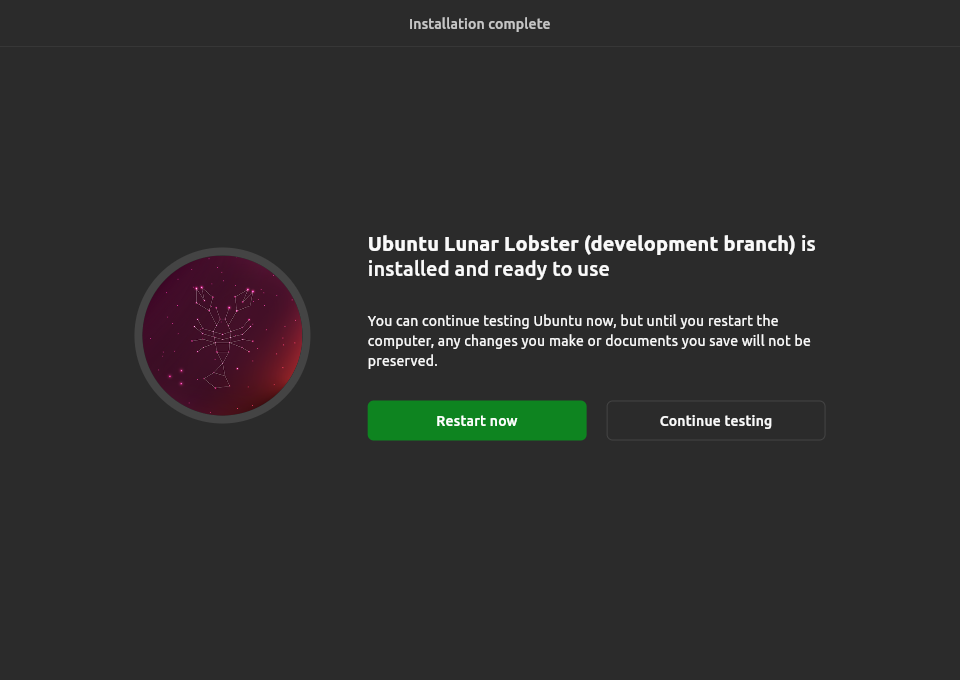 Installation complete
Ubuntu Lunar Lobster (development branch) is
installed and ready to use
You can continue testing Ubuntu now, but until you restart the
computer, any changes you make or documents you save will not be
preserved.
Restart now
Continue testing